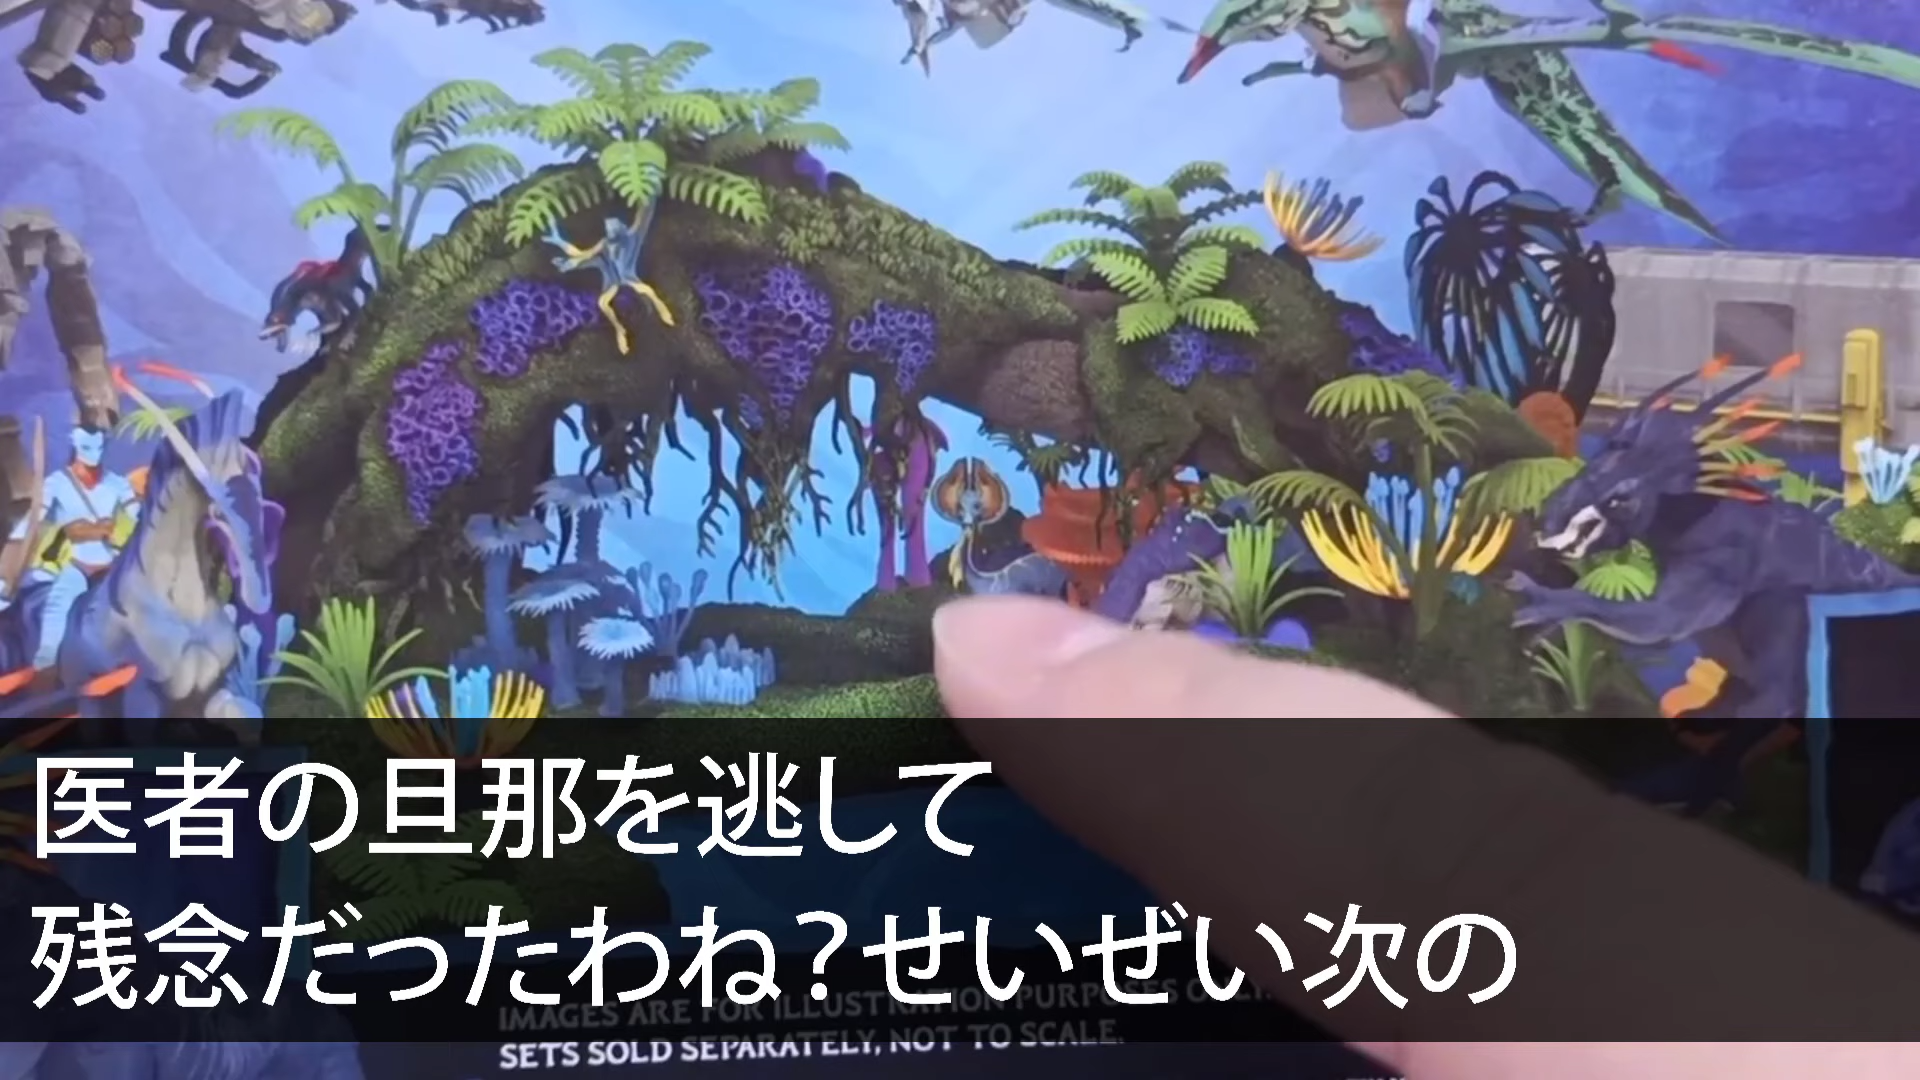 医者の旦那を逃して
残念だったわね？せいぜい次の
IMAGES ARE FOR ILLUSTRATION PURPOSES ONLY.
SETS SOLD SEPARATELY, NOT TO SCALE.